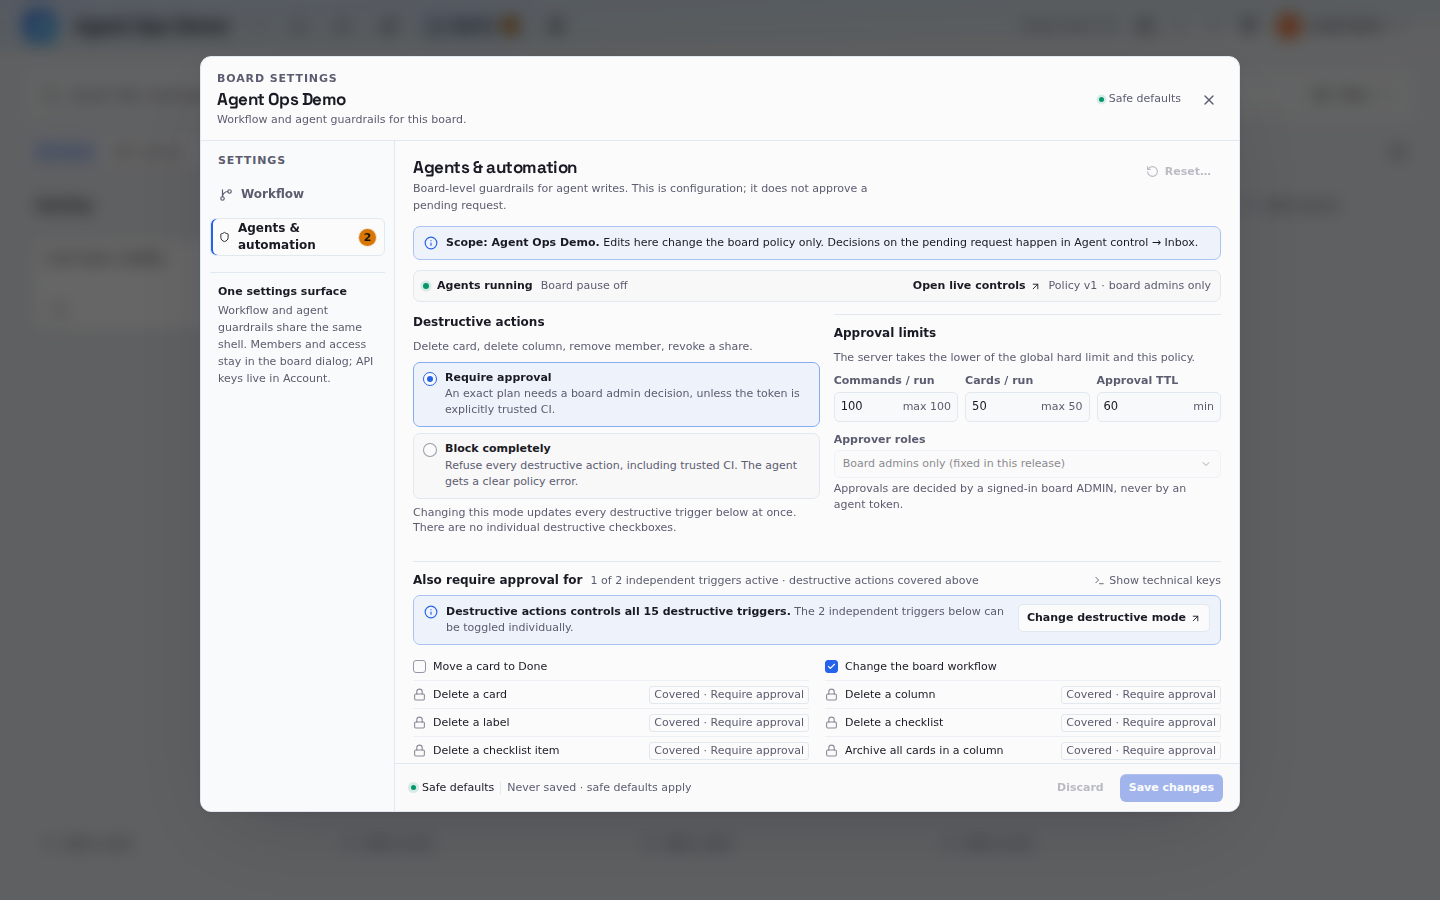 BOARD SETTINGS
Agent Ops Demo
Workflow and agent guardrails for this board.
Safe defaults
SETTINGS
Workflow
Agents &
automation
2
One settings surface
Workflow and agent
guardrails share the same
shell. Members and access
stay in the board dialog; API
keys live in Account.
Agents & automation
Board-level guardrails for agent writes. This is configuration; it does not approve a
pending request.
Reset...
Scope: Agent Ops Demo. Edits here change the board policy only. Decisions on the pending request happen in Agent control → Inbox.
Agents running Board pause off
Open live controls ↗ Policy v1 · board admins only
Destructive actions
Delete card, delete column, remove member, revoke a share.
Require approval
An exact plan needs a board admin decision, unless the token is
explicitly trusted CI.
Block completely
Refuse every destructive action, including trusted CI. The agent
gets a clear policy error.
Changing this mode updates every destructive trigger below at once.
There are no individual destructive checkboxes.
Approval limits
The server takes the lower of the global hard limit and this policy.
Commands / run Cards / run Approval TTL
100 max 100 50 max 50 60 min
Approver roles
Board admins only (fixed in this release)
Approvals are decided by a signed-in board ADMIN, never by an
agent token.
Also require approval for 1 of 2 independent triggers active · destructive actions covered above
Show technical keys
Destructive actions controls all 15 destructive triggers. The 2 independent triggers below can
be toggled individually.
Change destructive mode ↗
Move a card to Done
Change the board workflow
Delete a card Covered · Require approval
Delete a column Covered · Require approval
Delete a label Covered · Require approval
Delete a checklist Covered · Require approval
Delete a checklist item Covered · Require approval
Archive all cards in a column Covered · Require approval
Safe defaults Never saved · safe defaults apply
Discard
Save changes